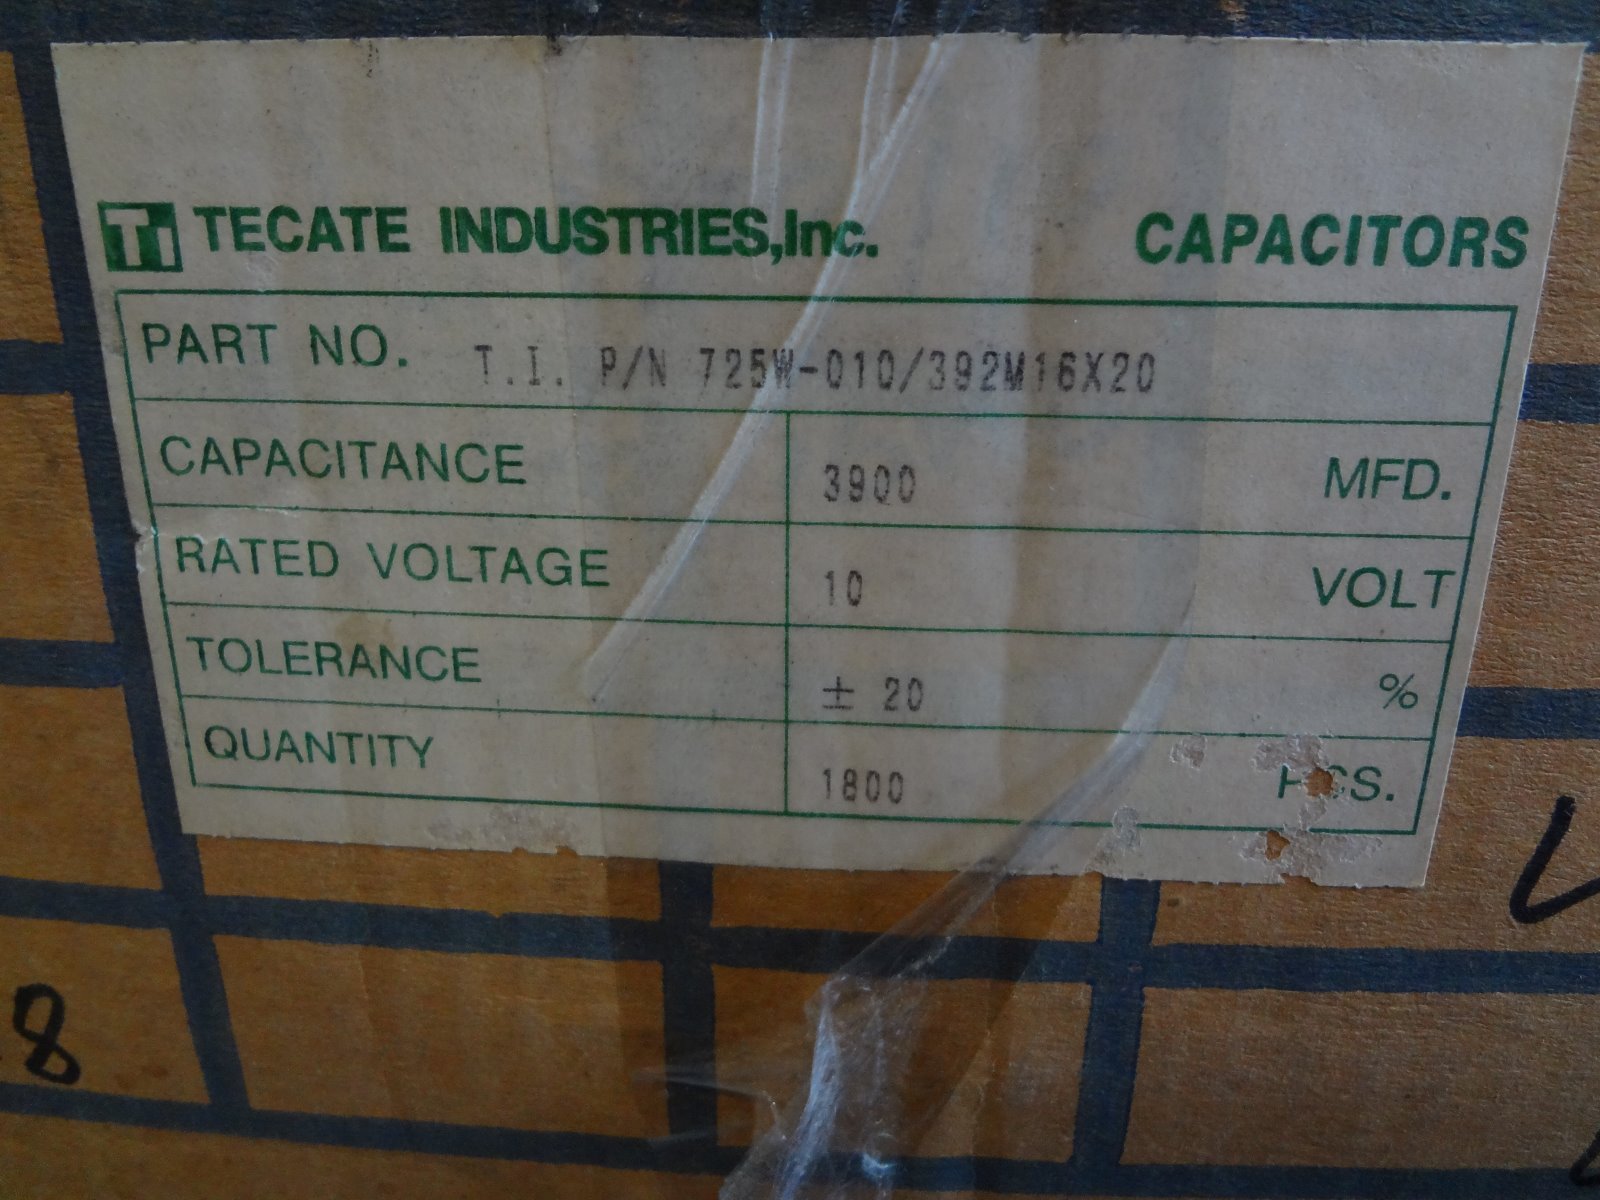 Ti TECATE INDUSTRIES,Inc. CAPACITORS
PART NO. T.I. P/N 725W-010/392M16X20
CAPACITANCE 3900 MFD.
RATED VOLTAGE 10 VOLT
TOLERANCE ± 20 %
QUANTITY 1800 PCS.
8